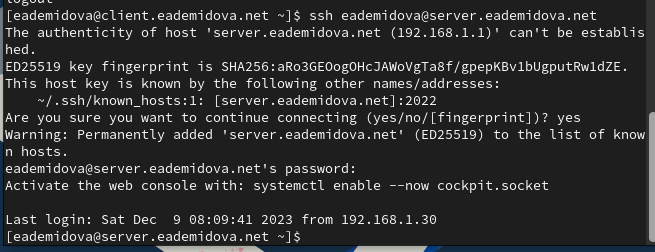 logout
[eademidova@client.eademidova.net ~]$ ssh eademidova@server.eademidova.net
The authenticity of host 'server.eademidova.net (192.168.1.1)' can't be establis
hed.
ED25519 key fingerprint is SHA256:aRo3GEOogOHcJAWoVgTa8f/gpepKBv1bUgputRw1dZE.
This host key is known by the following other names/addresses:
    ~/.ssh/known_hosts:1: [server.eademidova.net]:2022
Are you sure you want to continue connecting (yes/no/[fingerprint])? yes
Warning: Permanently added 'server.eademidova.net' (ED25519) to the list of know
n hosts.
eademidova@server.eademidova.net's password:
Activate the web console with: systemctl enable --now cockpit.socket

Last login: Sat Dec  9 08:09:41 2023 from 192.168.1.30
[eademidova@server.eademidova.net ~]$